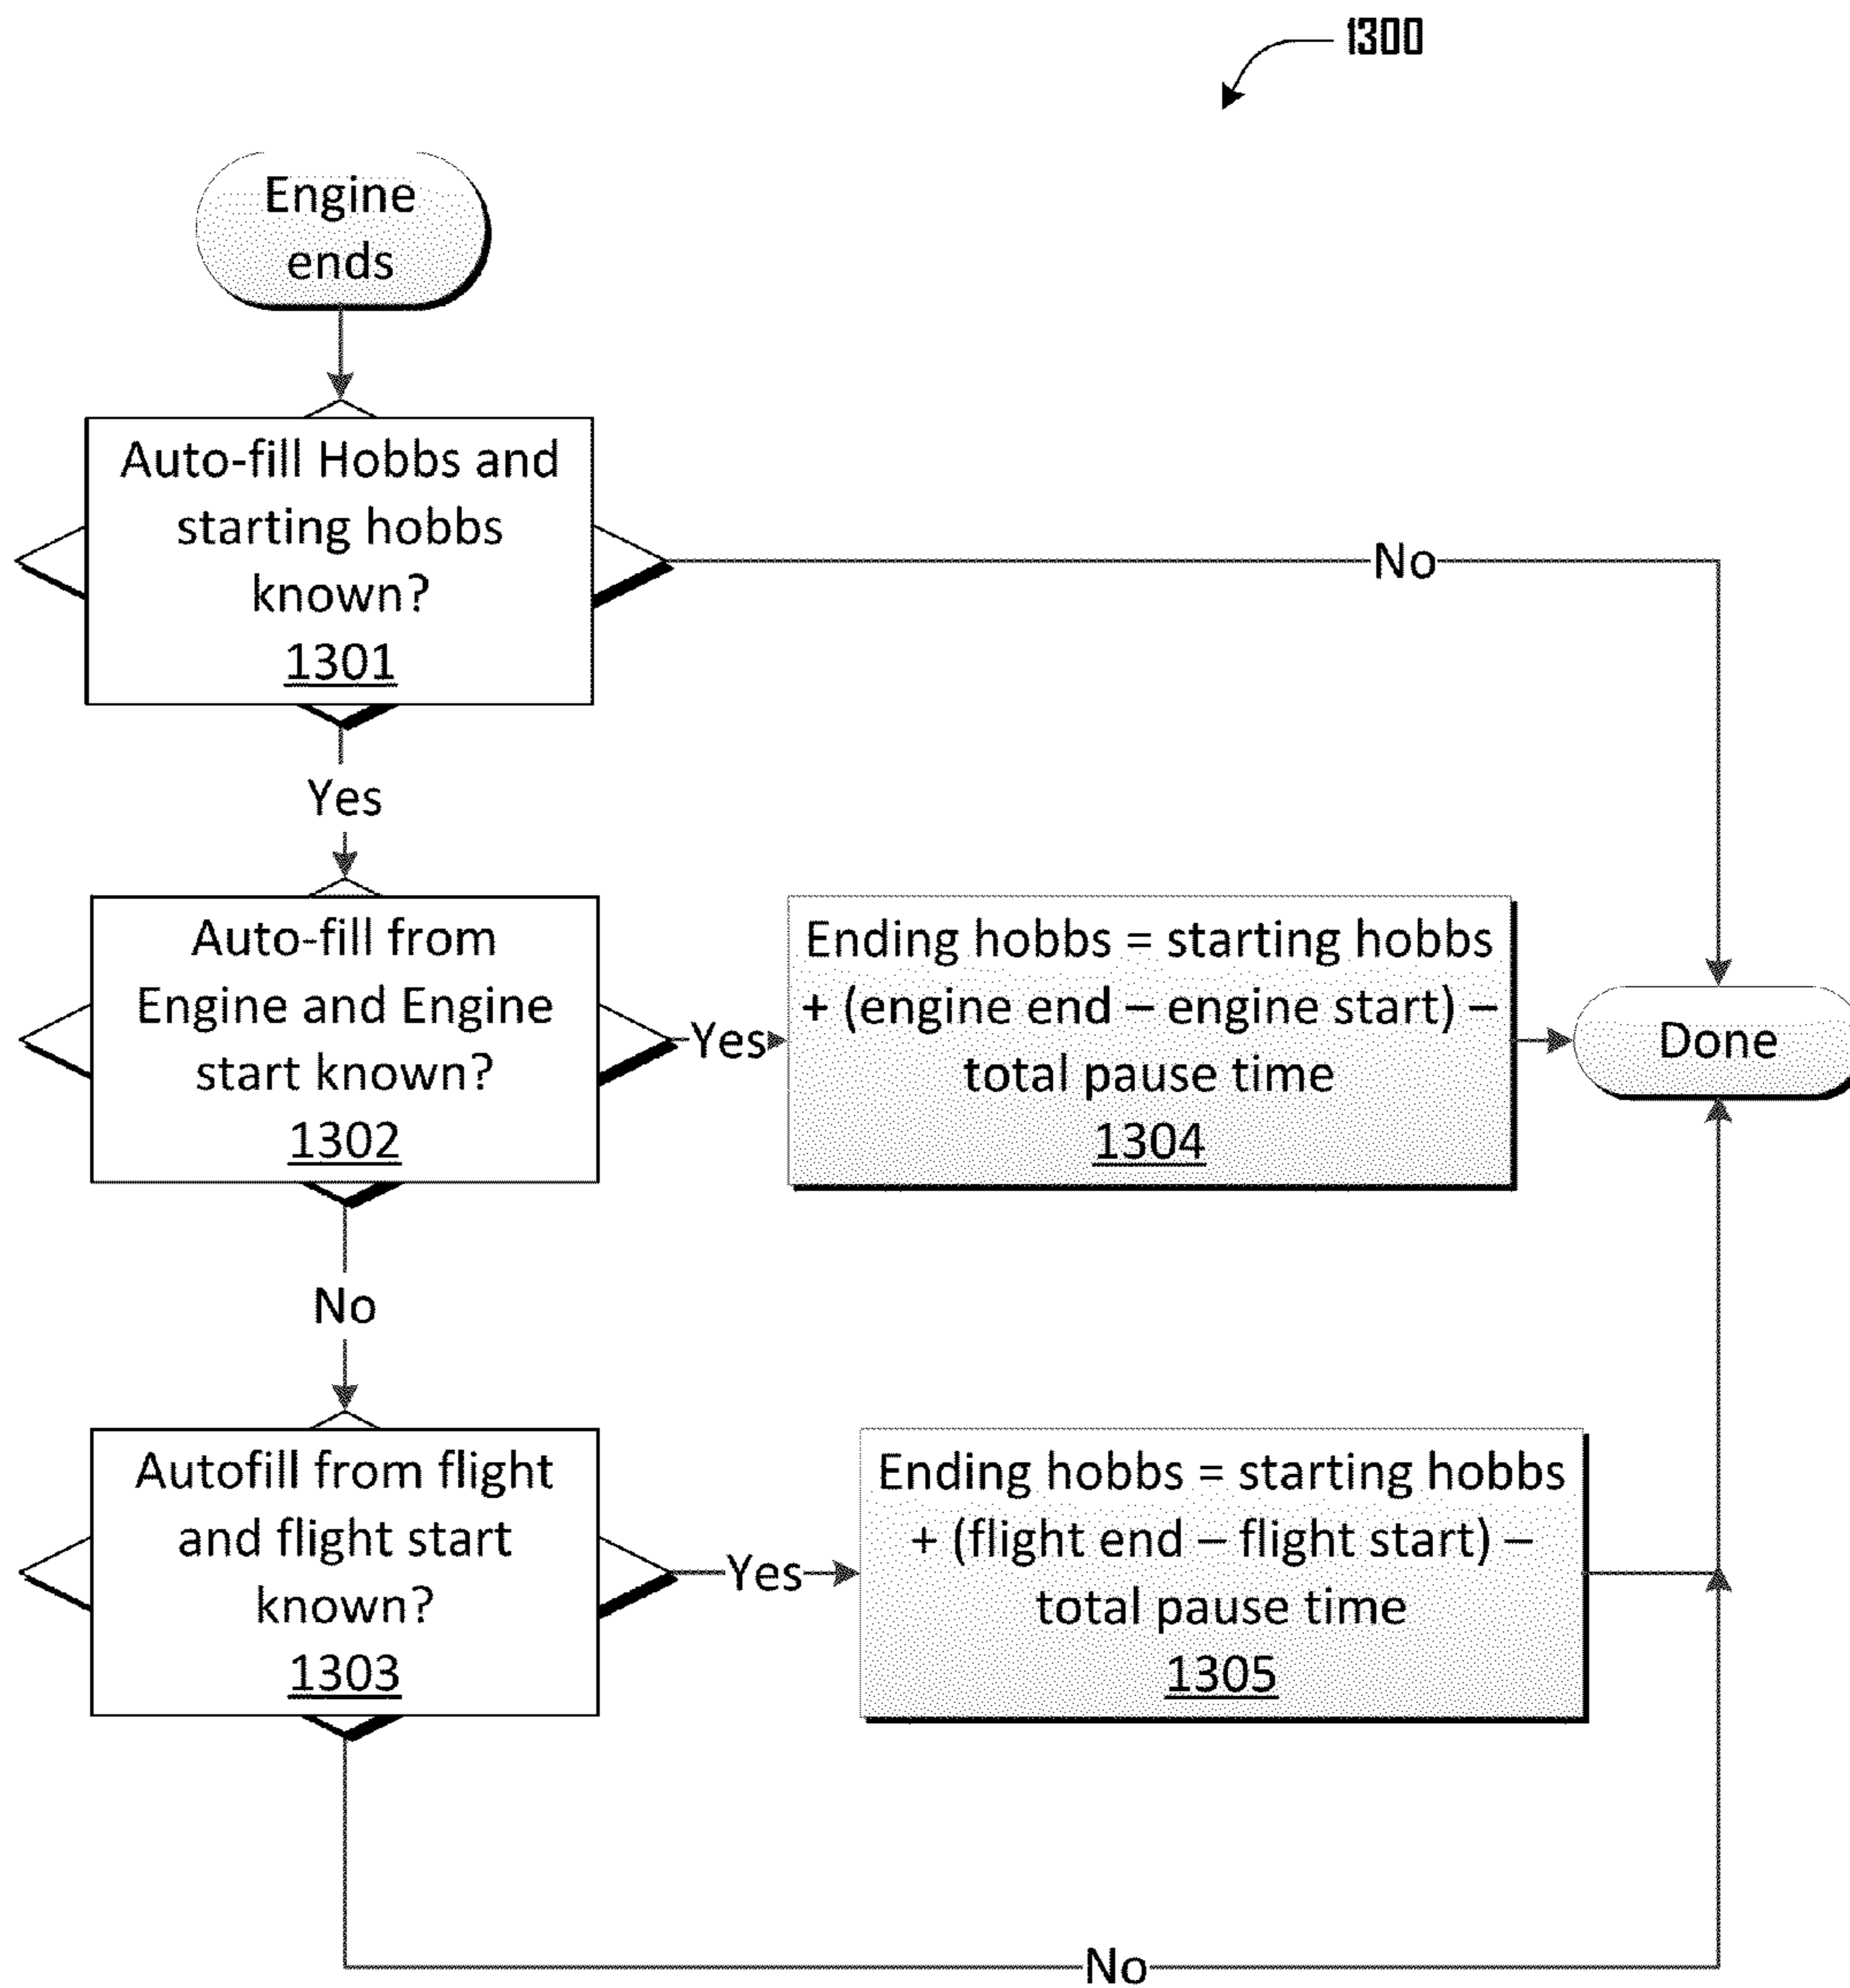 1300
Engine
ends
Auto-fill Hobbs and
starting hobbs
known?
1301
No
Yes
Auto-fill from
Engine and Engine
start known?
1302
Yes
Ending hobbs = starting hobbs
+ (engine end – engine start) –
total pause time
1304
Done
No
Autofill from flight
and flight start
known?
1303
Yes
Ending hobbs = starting hobbs
+ (flight end – flight start) –
total pause time
1305
No